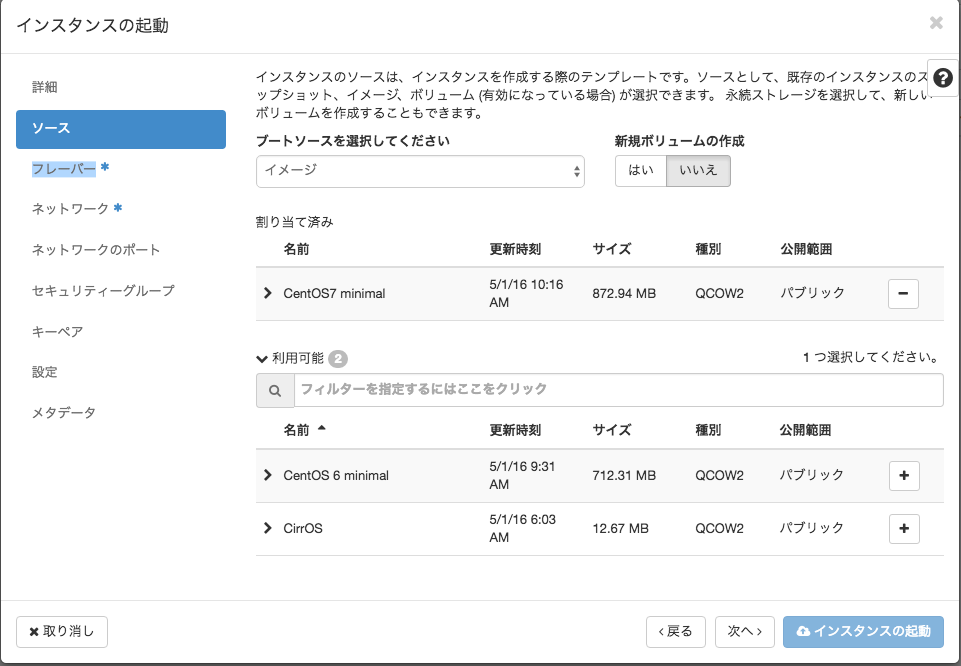 インスタンスの起動
詳細
ソース
フレーバー *
ネットワーク *
ネットワークのポート
セキュリティーグループ
キーペア
設定
メタデータ
インスタンスのソースは、インスタンスを作成する際のテンプレートです。ソースとして、既存のインスタンスのス
ップショット、イメージ、ボリューム (有効になっている場合) が選択できます。 永続ストレージを選択して、新しい
ボリュームを作成することもできます。
ブートソースを選択してください
イメージ
新規ボリュームの作成
はい いいえ
割り当て済み
名前 更新時刻 サイズ 種別 公開範囲
CentOS7 minimal 5/1/16 10:16 AM 872.94 MB QCOW2 パブリック
利用可能 2 1 つ選択してください。
フィルターを指定するにはここをクリック
名前 更新時刻 サイズ 種別 公開範囲
CentOS 6 minimal 5/1/16 9:31 AM 712.31 MB QCOW2 パブリック
CirrOS 5/1/16 6:03 AM 12.67 MB QCOW2 パブリック
取り消し
‹ 戻る
次へ ›
インスタンスの起動